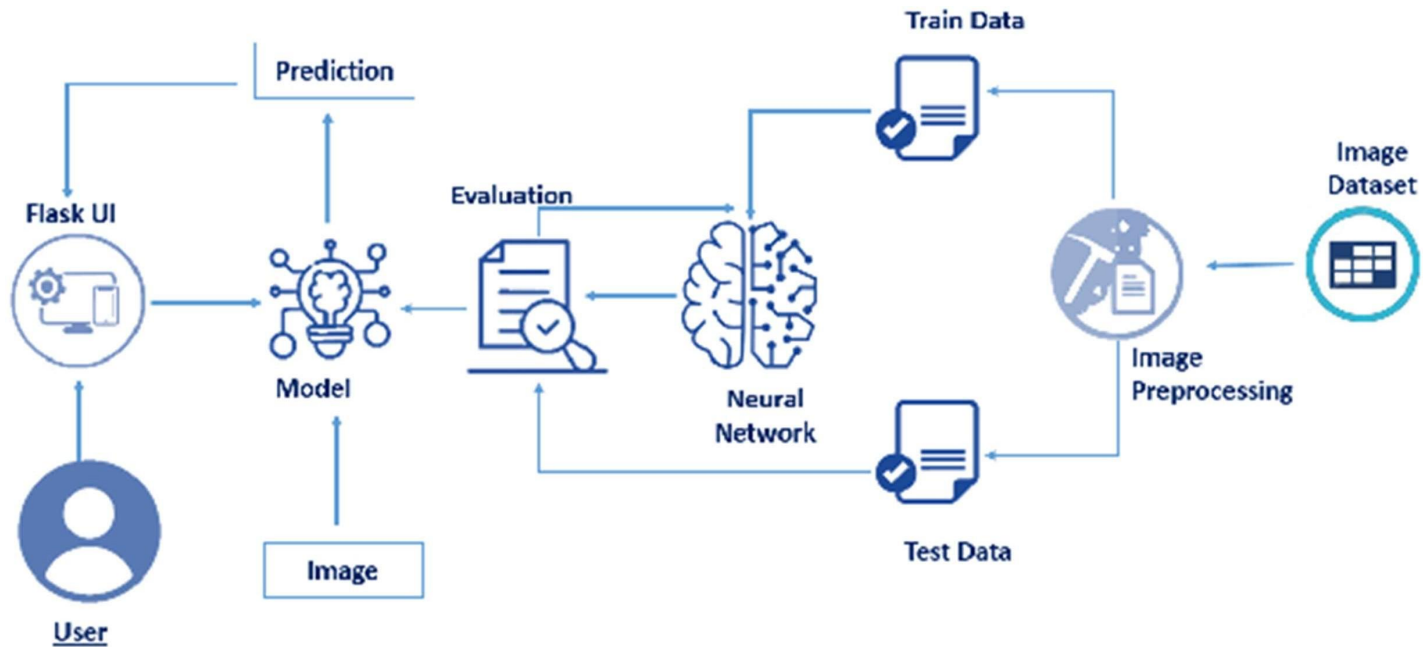 Train Data
Prediction
Image
Dataset
Evaluation
Flask UI
Image
Preprocessing
Model
Neural
Network
Test Data
Image
User